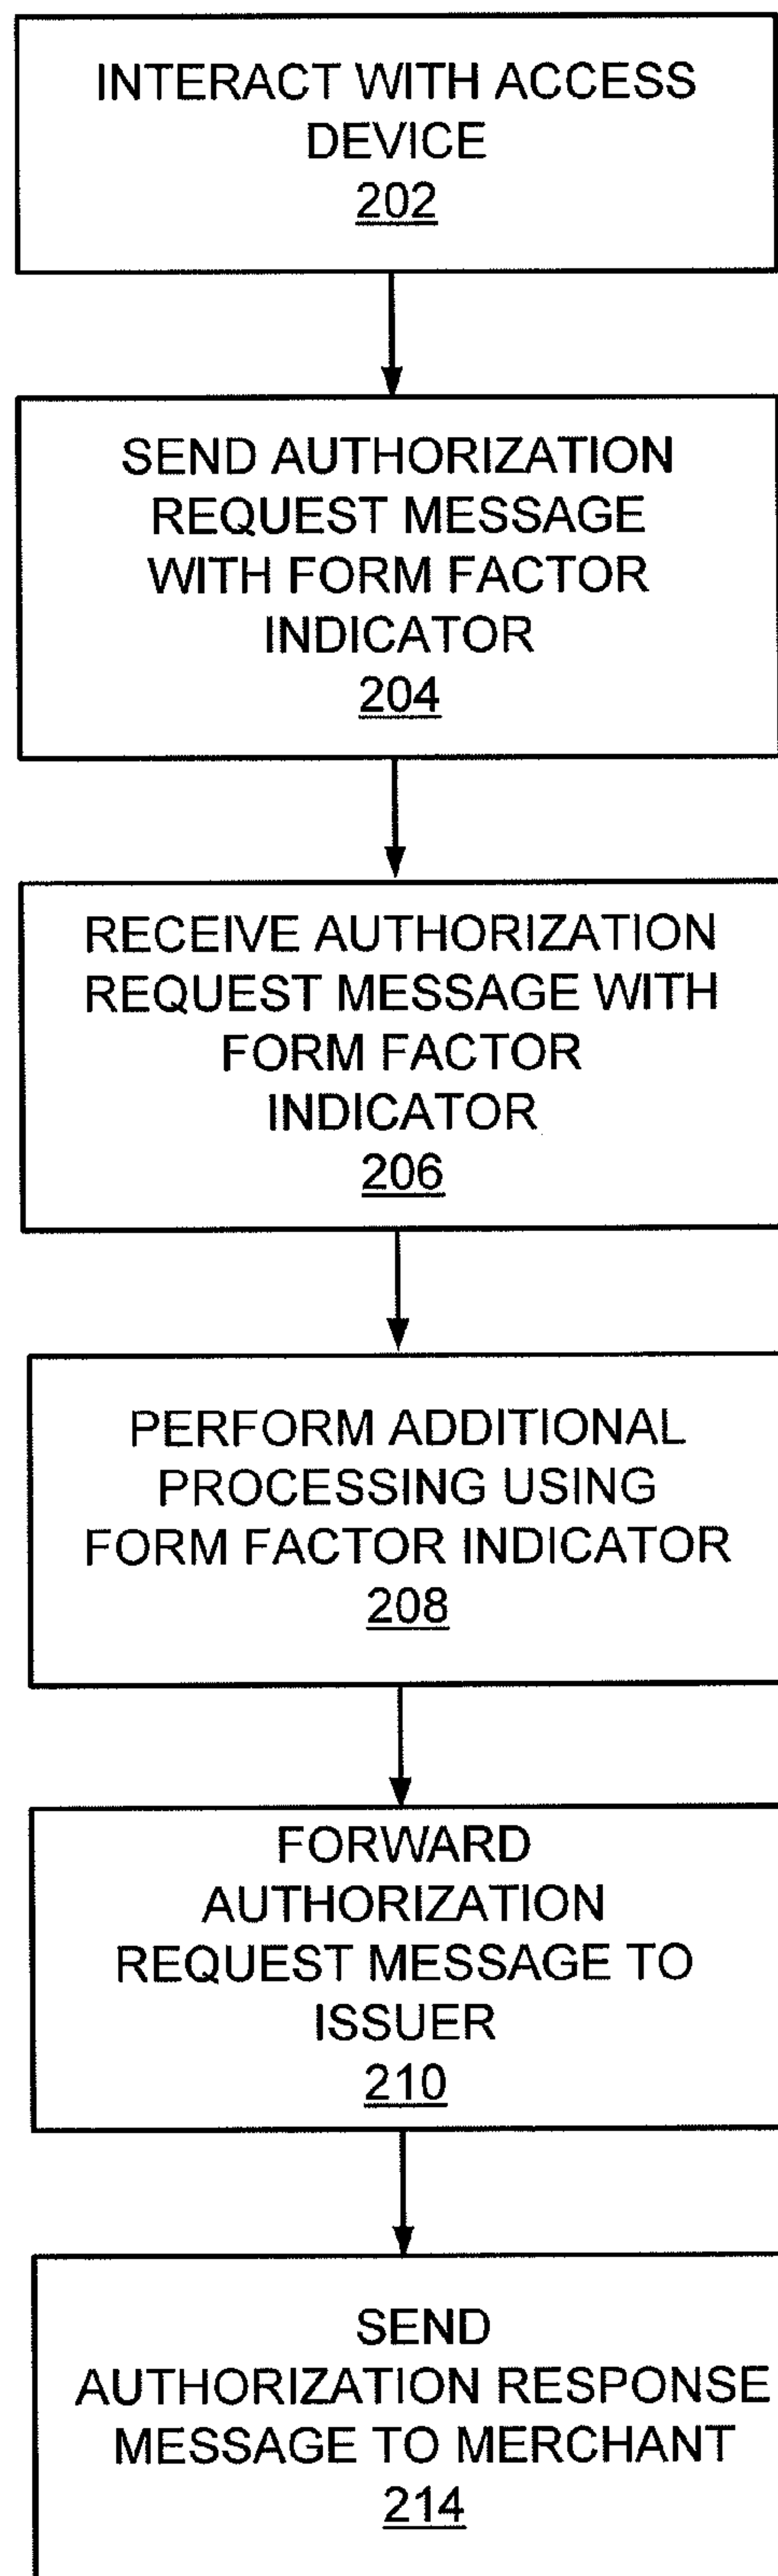 INTERACT WITH ACCESS
DEVICE
202
SEND AUTHORIZATION
REQUEST MESSAGE
WITH FORM FACTOR
INDICATOR
204
RECEIVE AUTHORIZATION
REQUEST MESSAGE WITH
FORM FACTOR
INDICATOR
206
PERFORM ADDITIONAL
PROCESSING USING
FORM FACTOR INDICATOR
208
FORWARD
AUTHORIZATION
REQUEST MESSAGE TO
ISSUER
210
SEND
AUTHORIZATION RESPONSE
MESSAGE TO MERCHANT
214